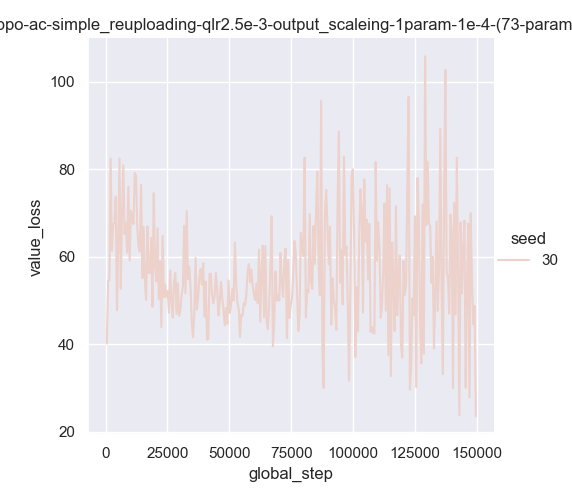 ppo-ac-simple_reuploading-qlr2.5e-3-output_scaleing-1param-1e-4-(73-param
100
80
60
40
20
value_loss
0 25000 50000 75000 100000 125000 150000
global_step
seed
30